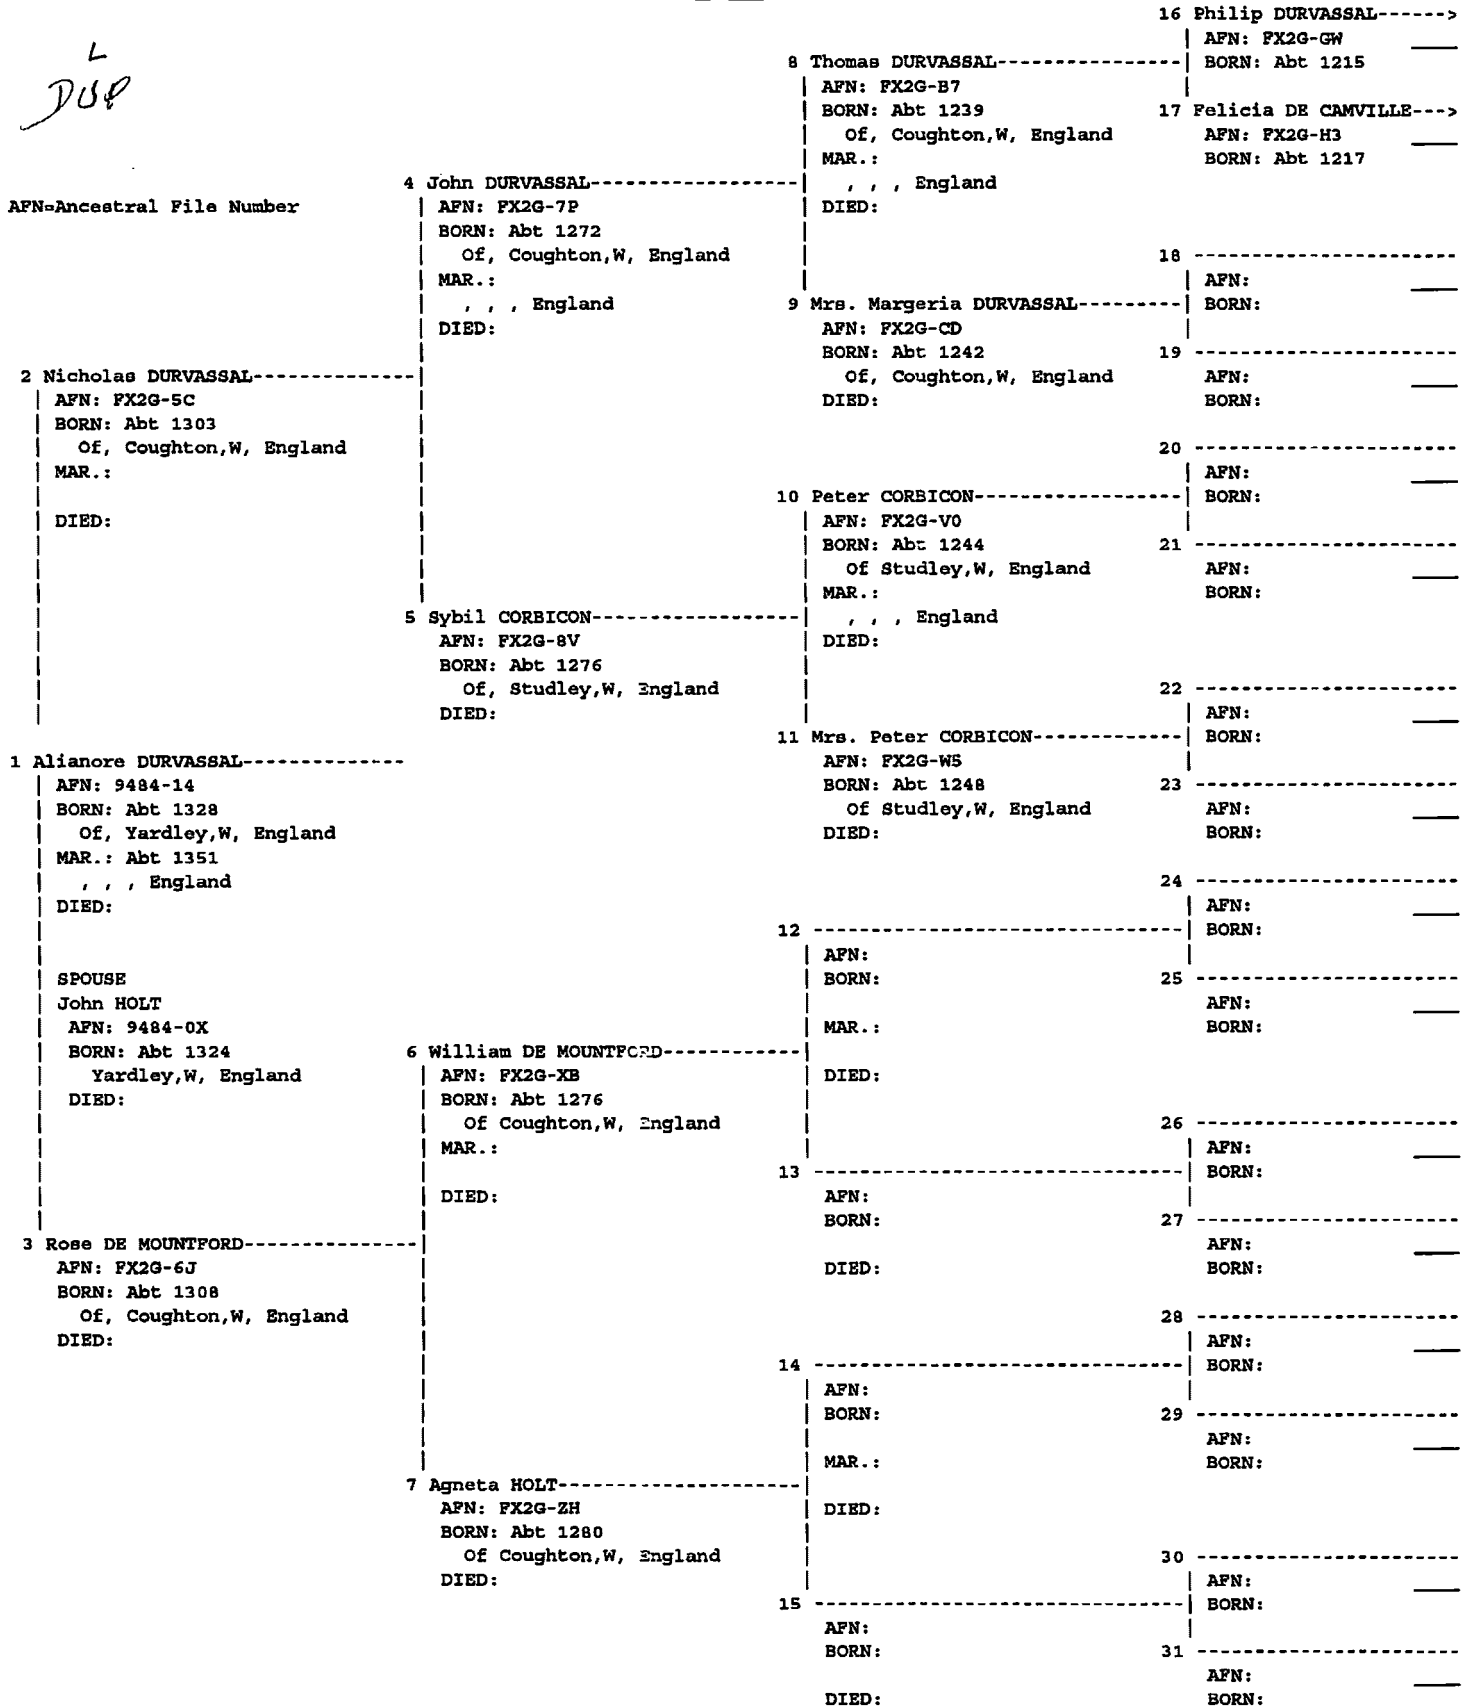 L
DUP
AFN=Ancestral File Number
2 Nicholas DURVASSAL--------------
AFN: FX2G-5C
BORN: Abt 1303
Of, Coughton,W, England
MAR.:
DIED:
1 Alianore DURVASSAL--------------
AFN: 9484-14
BORN: Abt 1328
Of, Yardley,W, England
MAR.: Abt 1351
, , , England
DIED:
SPOUSE
John HOLT
AFN: 9484-0X
BORN: Abt 1324
Yardley,W, England
DIED:
3 Rose DE MOUNTFORD---------------
AFN: FX2G-6J
BORN: Abt 1308
Of, Coughton,W, England
DIED:
4 John DURVASSAL------------------
AFN: FX2G-7P
BORN: Abt 1272
Of, Coughton,W, England
MAR.:
, , , England
DIED:
5 Sybil CORBICON------------------
AFN: FX2G-8V
BORN: Abt 1276
Of, Studley,W, England
DIED:
6 William DE MOUNTFORD------------
AFN: FX2G-XB
BORN: Abt 1276
Of Coughton,W, England
MAR.:
DIED:
7 Agneta HOLT---------------------
AFN: FX2G-ZH
BORN: Abt 1280
Of Coughton,W, England
DIED:
8 Thomas DURVASSAL----------------
AFN: FX2G-B7
BORN: Abt 1239
Of, Coughton,W, England
MAR.:
, , , England
DIED:
9 Mrs. Margeria DURVASSAL---------
AFN: FX2G-CD
BORN: Abt 1242
Of, Coughton,W, England
DIED:
10 Peter CORBICON------------------
AFN: FX2G-V0
BORN: Abt 1244
Of Studley,W, England
MAR.:
, , , England
DIED:
11 Mrs. Peter CORBICON-------------
AFN: FX2G-W5
BORN: Abt 1248
Of Studley,W, England
DIED:
12 --------------------------------
AFN:
BORN:
MAR.:
DIED:
13 --------------------------------
AFN:
BORN:
DIED:
14 --------------------------------
AFN:
BORN:
MAR.:
DIED:
15 --------------------------------
AFN:
BORN:
DIED:
16 Philip DURVASSAL------>
AFN: FX2G-GW
BORN: Abt 1215
17 Felicia DE CAMVILLE--->
AFN: FX2G-H3
BORN: Abt 1217
18 -----------------------
AFN:
BORN:
19 -----------------------
AFN:
BORN:
20 -----------------------
AFN:
BORN:
21 -----------------------
AFN:
BORN:
22 -----------------------
AFN:
BORN:
23 -----------------------
AFN:
BORN:
24 -----------------------
AFN:
BORN:
25 -----------------------
AFN:
BORN:
26 -----------------------
AFN:
BORN:
27 -----------------------
AFN:
BORN:
28 -----------------------
AFN:
BORN:
29 -----------------------
AFN:
BORN:
30 -----------------------
AFN:
BORN:
31 -----------------------
AFN:
BORN: